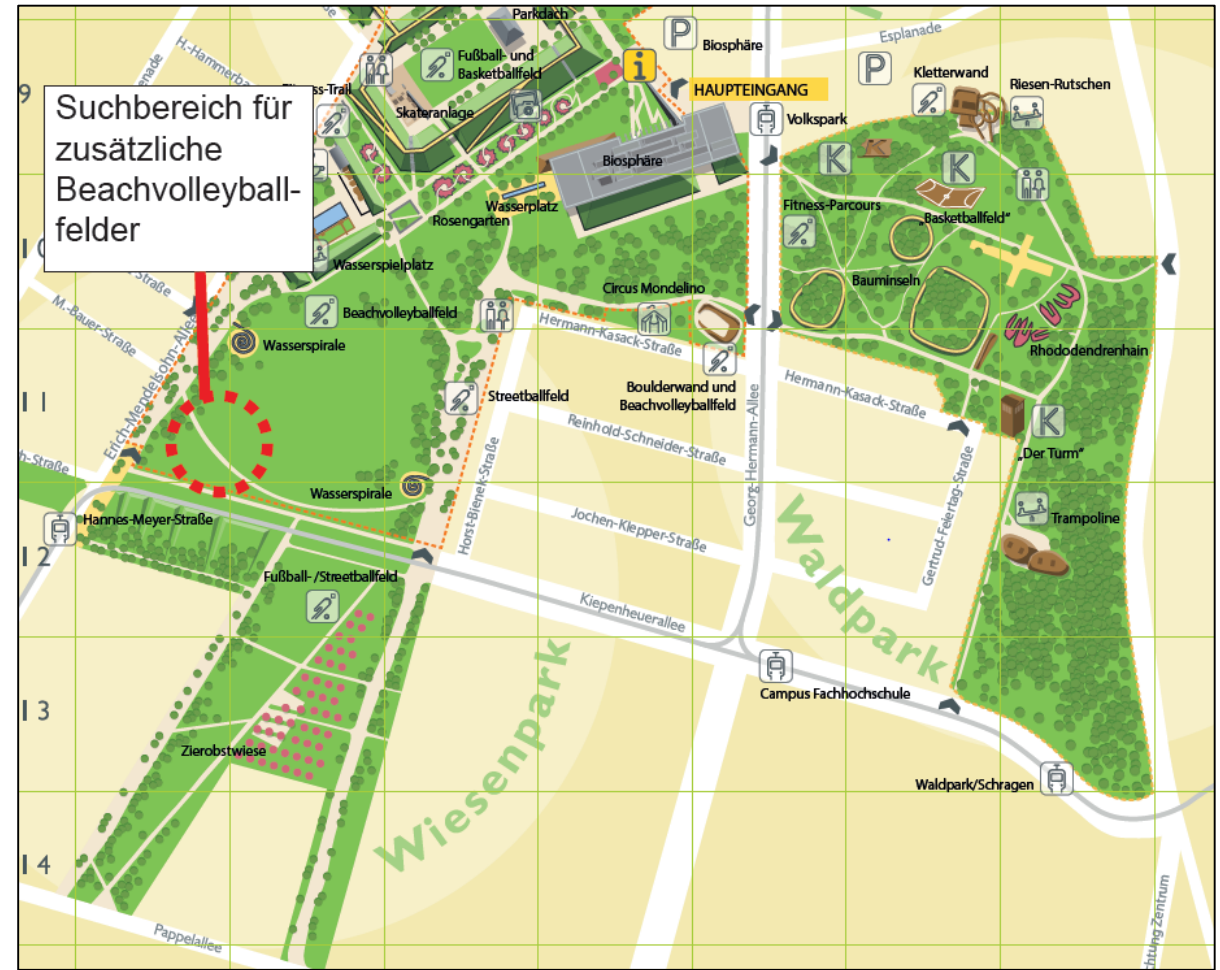 Parkdach
Esplanade
H.-Hammerba
P
Biosphäre
Fußball- und
Basketballfeld
i
P
Kletterwand
Riesen-Rutschen
9
HAUPTEINGANG
Skateranlage
Volkspark
Suchbereich für
zusätzliche
Beachvolleyball-
felder
K
K
Biosphäre
Wasserplatz
Rosengarten
Fitness-Parcours
„Basketballfeld“
Wasserspielplatz
Bauminseln
Circus Mondelino
M.-Bauer-Straße
Straße
Beachvolleyballfeld
Hermann-Kasack-Straße
Wasserspirale
Rhododendrenhain
Erich-Mendelsohn-Allee
Boulderwand und
Beachvolleyballfeld
Hermann-Kasack-Straße
11
Streetballfeld
Reinhold-Schneider-Straße
Georg-Hermann-Allee
K
„Der Turm“
h-Straße
Wasserspirale
Hannes-Meyer-Straße
Horst-Bienek-Straße
Jochen-Klepper-Straße
Gertrud-Feiertag-Straße
Trampoline
12
Fußball-/Streetballfeld
Kiepenheuerallee
Waldpark
Campus Fachhochschule
13
Zierobstwiese
Wiesenpark
Waldpark/Schragen
14
Pappelallee
htung Zentrum